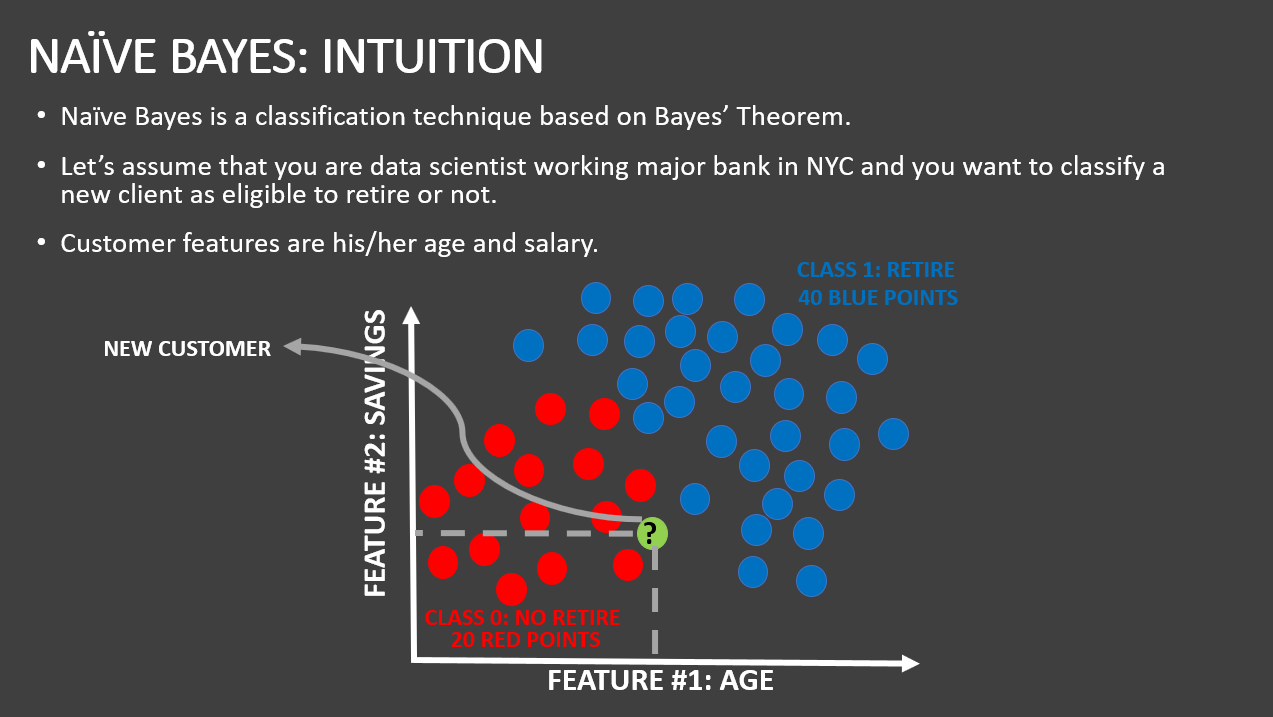 NAÏVE BAYES: INTUITION
• Naïve Bayes is a classification technique based on Bayes’ Theorem.
• Let’s assume that you are data scientist working major bank in NYC and you want to classify a
new client as eligible to retire or not.
• Customer features are his/her age and salary.
CLASS 1: RETIRE
40 BLUE POINTS
NEW CUSTOMER
FEATURE #2: SAVINGS
?
CLASS 0: NO RETIRE
20 RED POINTS
FEATURE #1: AGE